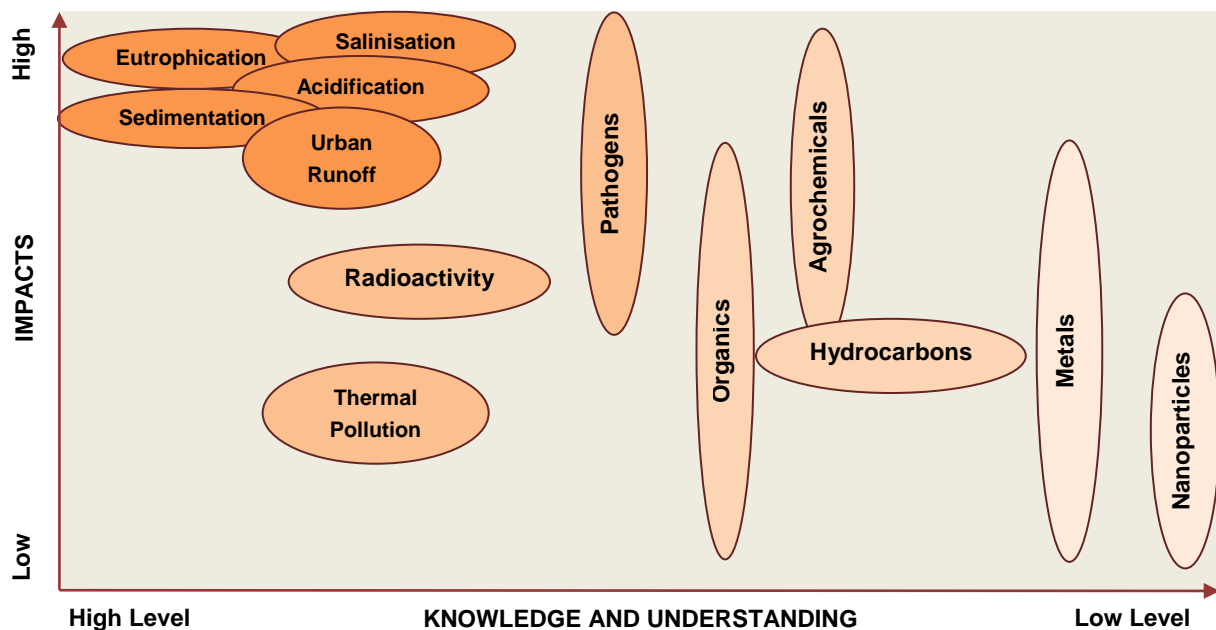 High
IMPACTS
Low
Eutrophication
Salinisation
Acidification
Sedimentation
Urban
Runoff
Radioactivity
Thermal
Pollution
Pathogens
Organics
Agrochemicals
Hydrocarbons
Metals
Nanoparticles
High Level
KNOWLEDGE AND UNDERSTANDING
Low Level